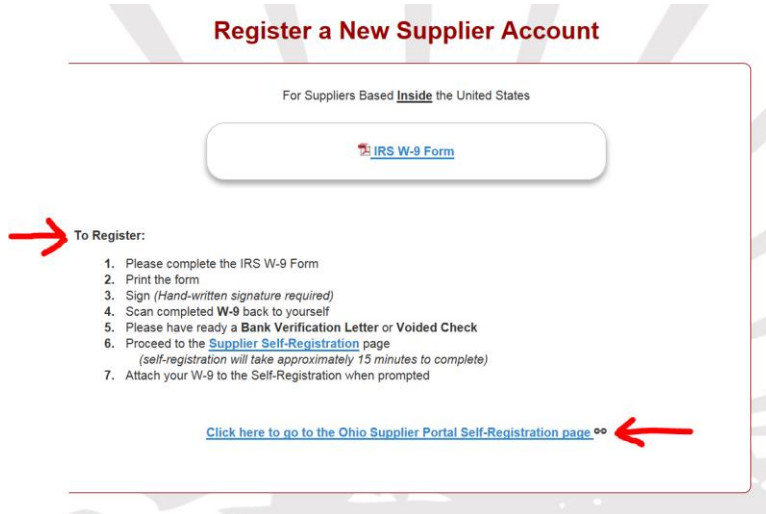 Register a New Supplier Account
For Suppliers Based Inside the United States
IRS W-9 Form
To Register:
1. Please complete the IRS W-9 Form
2. Print the form
3. Sign (Hand-written signature required)
4. Scan completed W-9 back to yourself
5. Please have ready a Bank Verification Letter or Voided Check
6. Proceed to the Supplier Self-Registration page
(self-registration will take approximately 15 minutes to complete)
7. Attach your W-9 to the Self-Registration when prompted
Click here to go to the Ohio Supplier Portal Self-Registration page